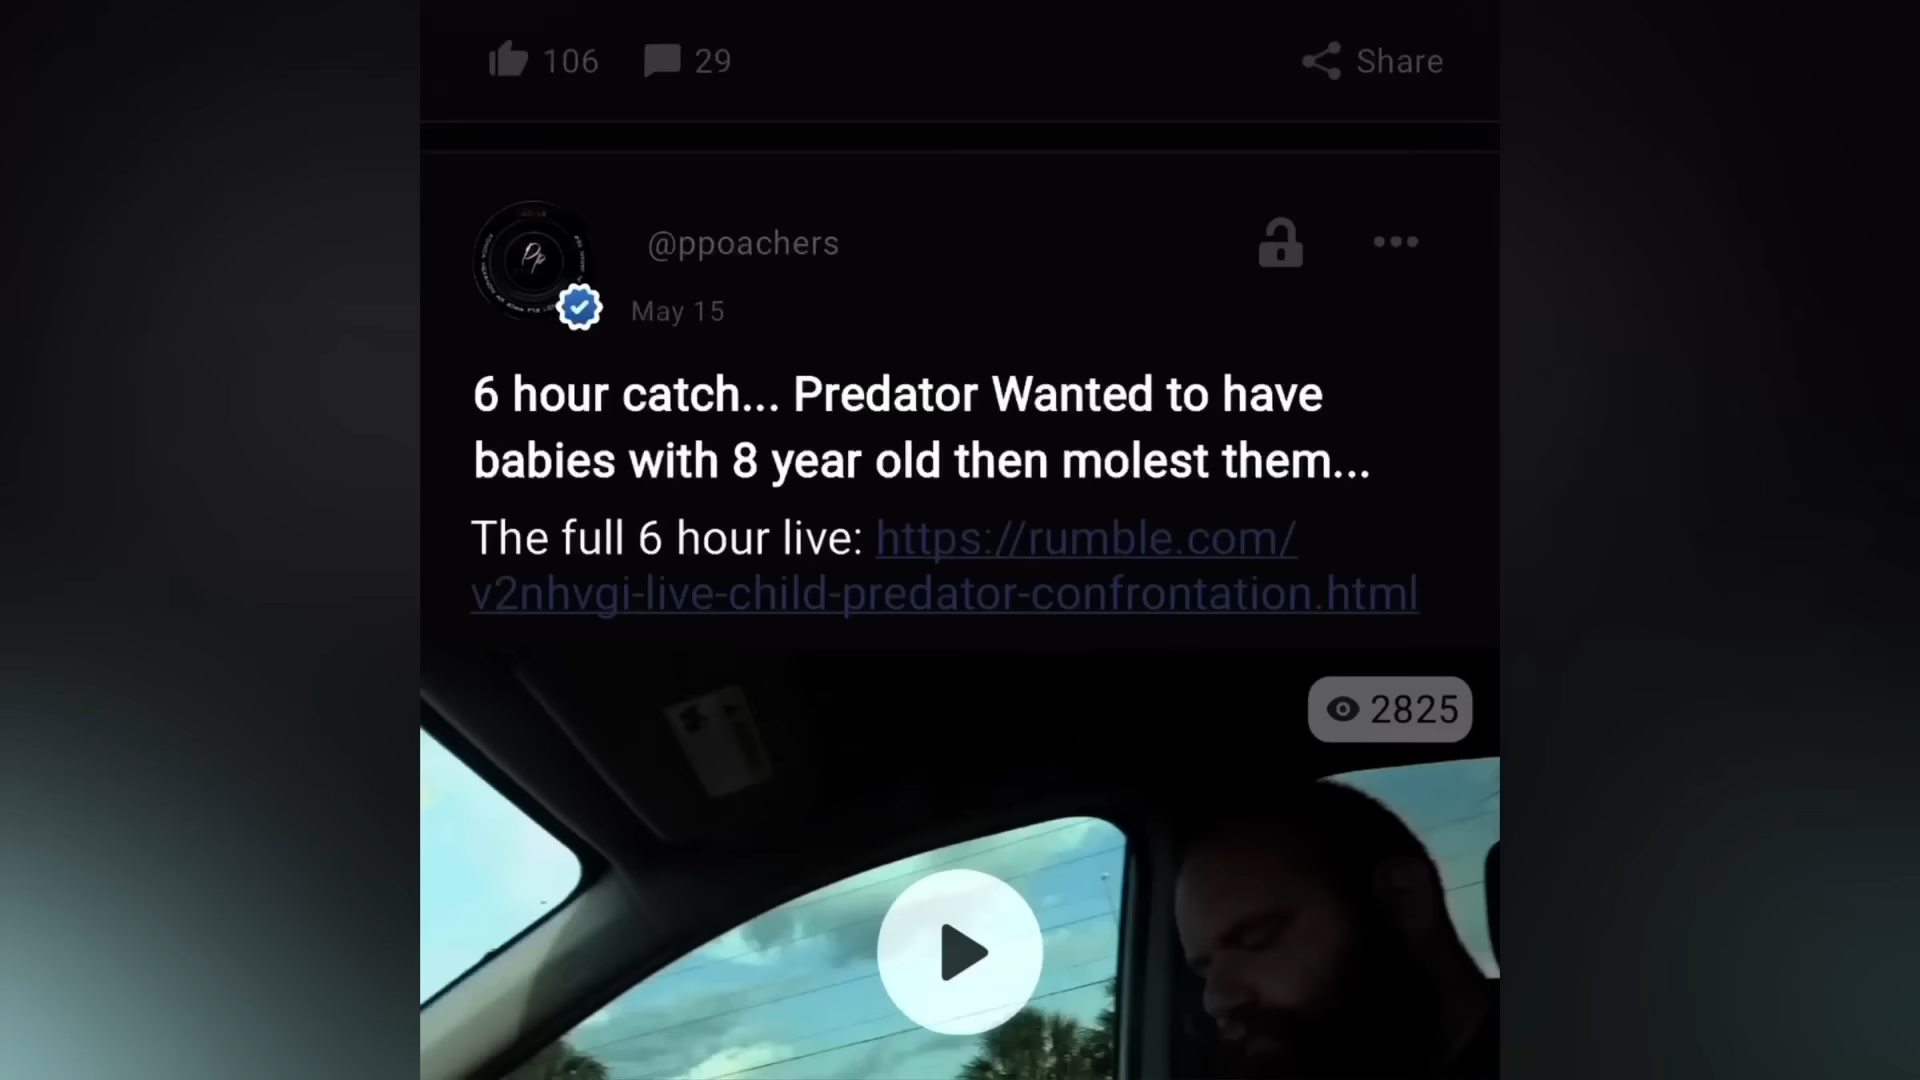 106 29 Share
@ppoachers
May 15
6 hour catch... Predator Wanted to have
babies with 8 year old then molest them...
The full 6 hour live: https://rumble.com/
v2nhvgi-live-child-predator-confrontation.html
2825
Pp